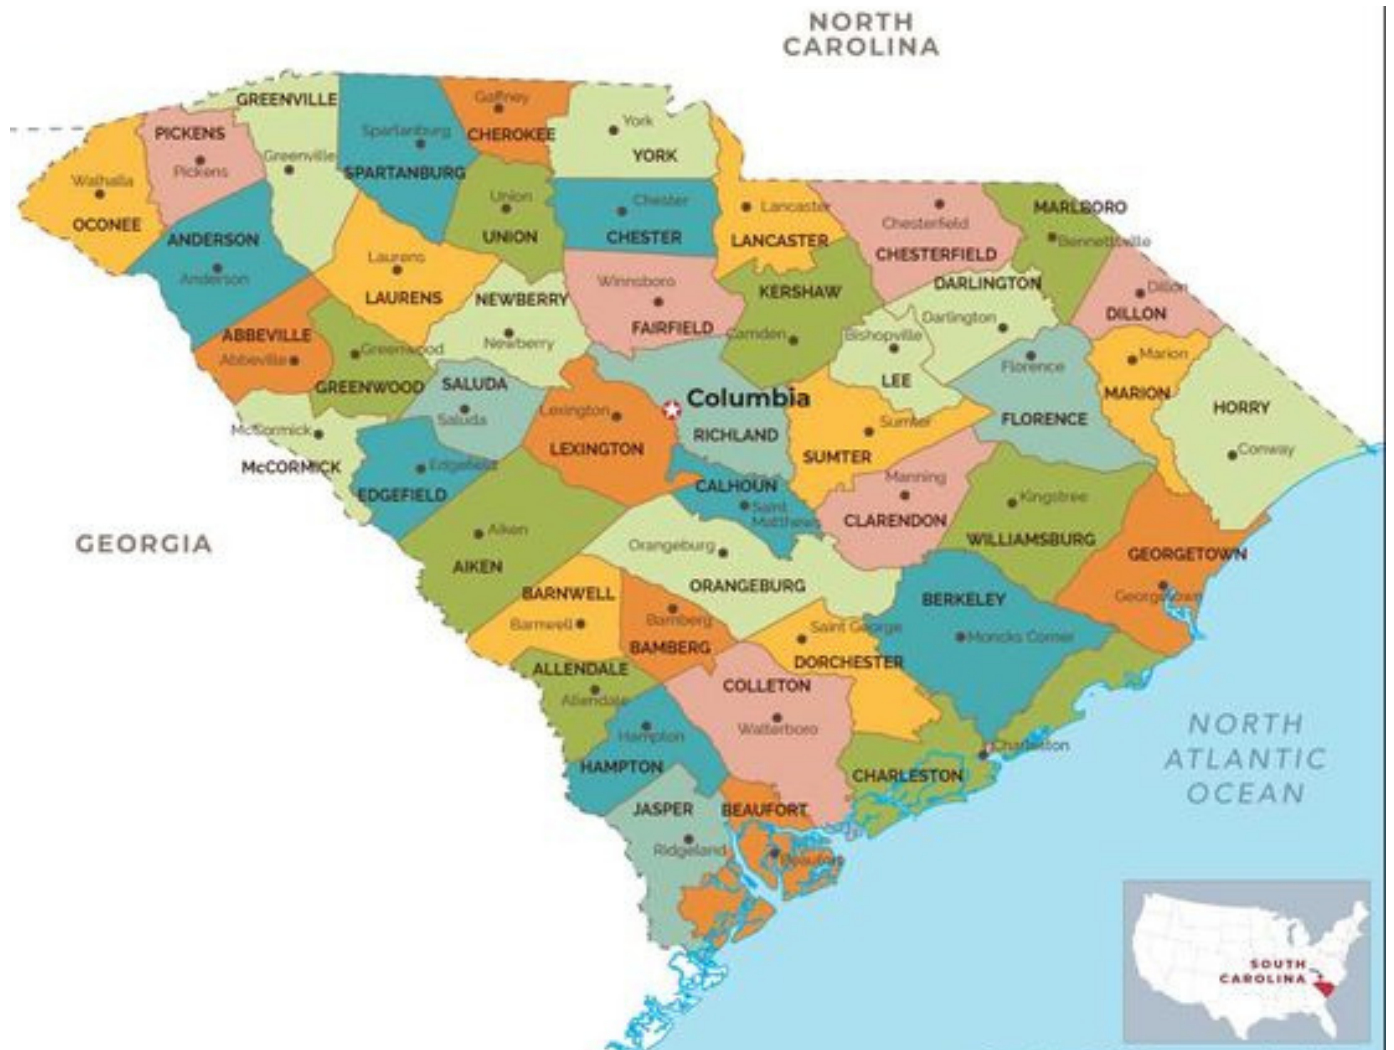 NORTH
CAROLINA
GREENVILLE
Gaffney
CHEROKEE
PICKENS
Pickens
Spartanburg
SPARTANBURG
York
YORK
Greenville
Walhalla
OCONEE
Union
UNION
Chester
CHESTER
Lancaster
LANCASTER
Chesterfield
CHESTERFIELD
MARLBORO
Bennettsville
ANDERSON
Anderson
Laurens
LAURENS
NEWBERRY
Newberry
Winnsboro
FAIRFIELD
KERSHAW
Camden
DARLINGTON
Darlington
Dillon
DILLON
ABBEVILLE
Abbeville
Greenwood
GREENWOOD
SALUDA
Saluda
Bishopville
LEE
Florence
FLORENCE
Marion
MARION
HORRY
Conway
McCormick
McCORMICK
Lexington
LEXINGTON
Columbia
RICHLAND
Sumter
SUMTER
Edgefield
EDGEFIELD
CALHOUN
Saint
Matthews
Manning
CLARENDON
Kingstree
WILLIAMSBURG
GEORGETOWN
Georgetown
GEORGIA
Aiken
AIKEN
Orangeburg
ORANGEBURG
BARNWELL
Barnwell
Bamberg
BAMBERG
Saint George
DORCHESTER
BERKELEY
Moncks Corner
ALLENDALE
Allendale
COLLETON
Walterboro
Hampton
HAMPTON
Charleston
CHARLESTON
JASPER
Ridgeland
BEAUFORT
Beaufort
NORTH
ATLANTIC
OCEAN
SOUTH
CAROLINA